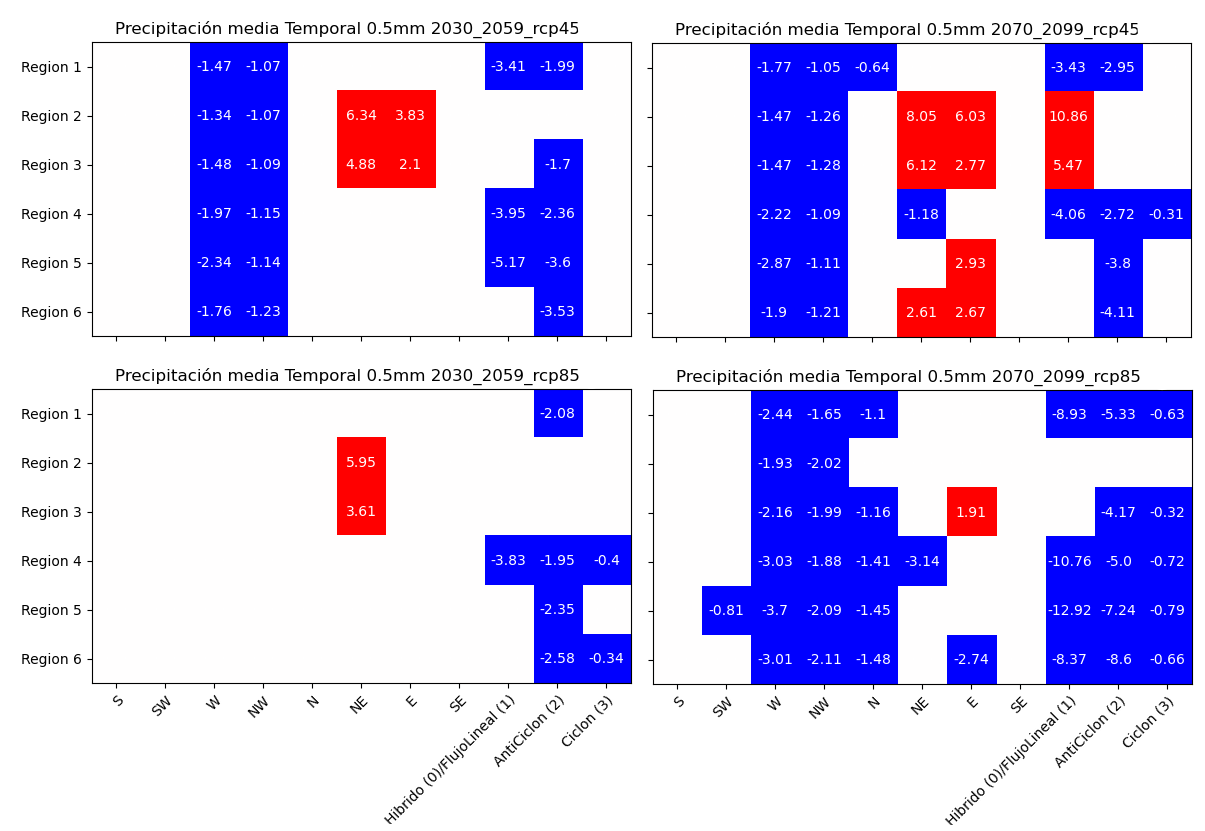 Precipitación media Temporal 0.5mm 2030_2059_rcp45
Region 1 -1.47 -1.07 -3.41 -1.99
Region 2 -1.34 -1.07 6.34 3.83
Region 3 -1.48 -1.09 4.88 2.1 -1.7
Region 4 -1.97 -1.15 -3.95 -2.36
Region 5 -2.34 -1.14 -5.17 -3.6
Region 6 -1.76 -1.23 -3.53
Precipitación media Temporal 0.5mm 2070_2099_rcp45
-1.77 -1.05 -0.64 -3.43 -2.95
-1.47 -1.26 8.05 6.03 10.86
-1.47 -1.28 6.12 2.77 5.47
-2.22 -1.09 -1.18 -4.06 -2.72 -0.31
-2.87 -1.11 2.93 -3.8
-1.9 -1.21 2.61 2.67 -4.11
Precipitación media Temporal 0.5mm 2030_2059_rcp85
Region 1 -2.08
Region 2 5.95
Region 3 3.61
Region 4 -3.83 -1.95 -0.4
Region 5 -2.35
Region 6 -2.58 -0.34
S SW W NW N NE E SE Hibrido (0)/FlujoLineal (1) AntiCiclon (2) Ciclon (3)
Precipitación media Temporal 0.5mm 2070_2099_rcp85
-2.44 -1.65 -1.1 -8.93 -5.33 -0.63
-1.93 -2.02
-2.16 -1.99 -1.16 1.91 -4.17 -0.32
-3.03 -1.88 -1.41 -3.14 -10.76 -5.0 -0.72
-0.81 -3.7 -2.09 -1.45 -12.92 -7.24 -0.79
-3.01 -2.11 -1.48 -2.74 -8.37 -8.6 -0.66
S SW W NW N NE E SE Hibrido (0)/FlujoLineal (1) AntiCiclon (2) Ciclon (3)